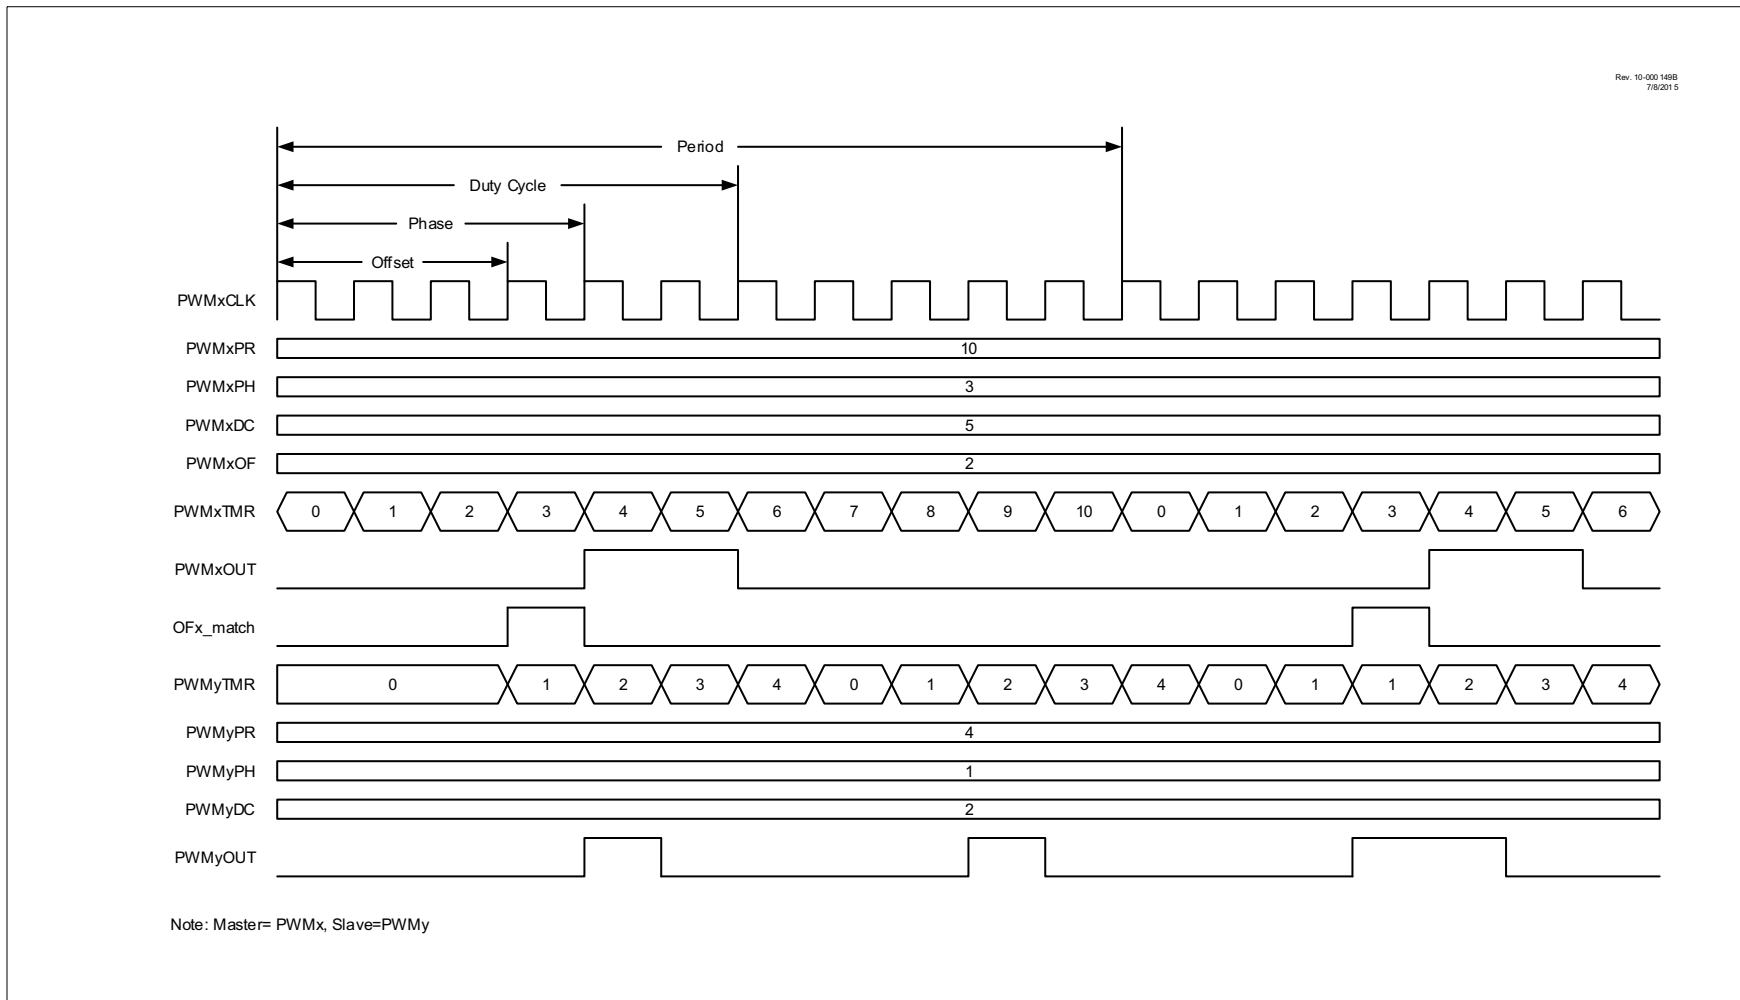 Rev. 10-000 149B
7/8/201 5
Period
Duty Cycle
Phase
Offset
PWMxCLK
PWMxPR 10
PWMxPH 3
PWMxDC 5
PWMxOF 2
PWMxTMR 0 1 2 3 4 5 6 7 8 9 10 0 1 2 3 4 5 6
PWMxOUT
OFx_match
PWMyTMR 0 1 2 3 4 0 1 2 3 4 0 1 1 2 3 4
PWMyPR 4
PWMyPH 1
PWMyDC 2
PWMyOUT
Note: Master= PWMx, Slave=PWMy